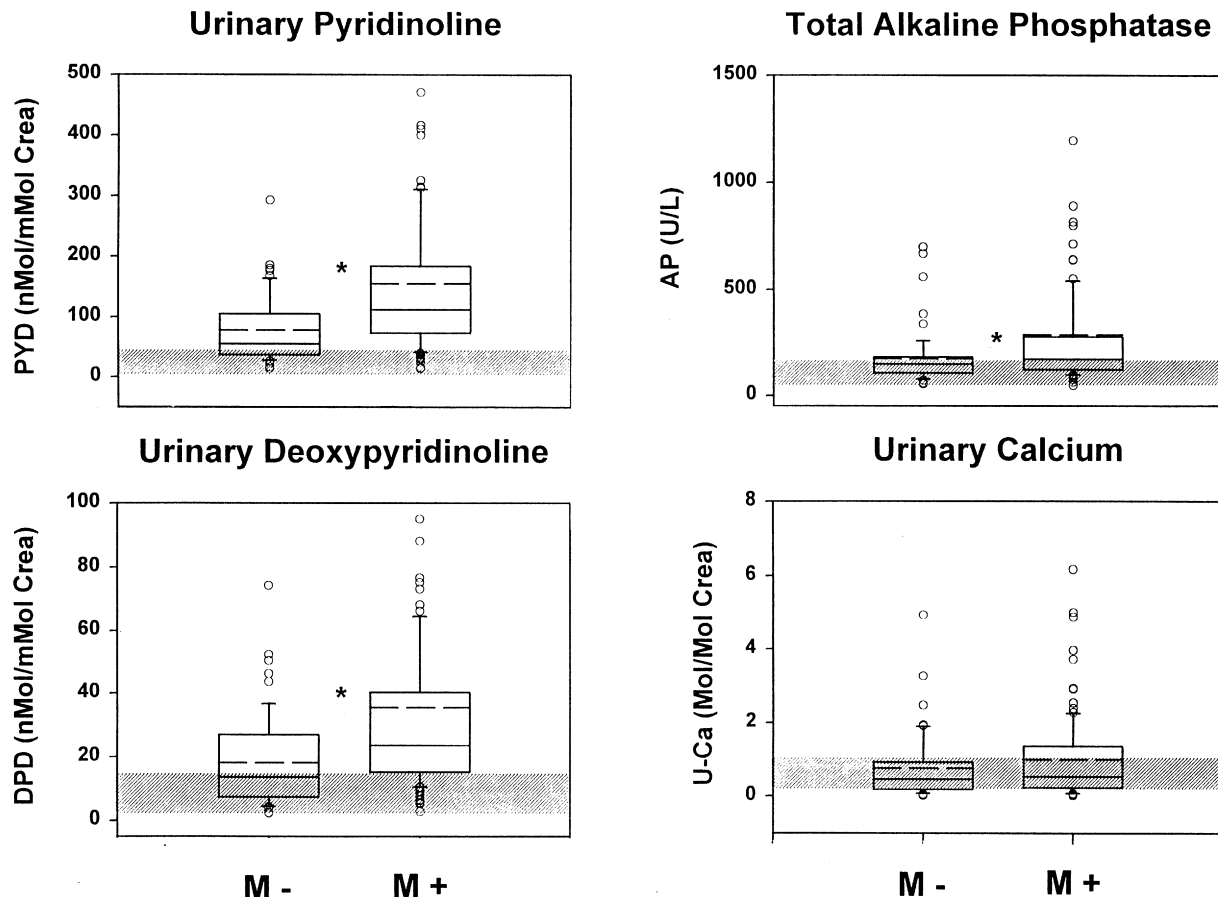 Urinary Pyridinoline
PYD (nMol/mMol Crea)
500
400
300
200
100
0
*
Total Alkaline Phosphatase
AP (U/L)
1500
1000
500
0
*
Urinary Deoxypyridinoline
DPD (nMol/mMol Crea)
100
80
60
40
20
0
*
M - M +
Urinary Calcium
U-Ca (Mol/Mol Crea)
8
6
4
2
0
M - M +